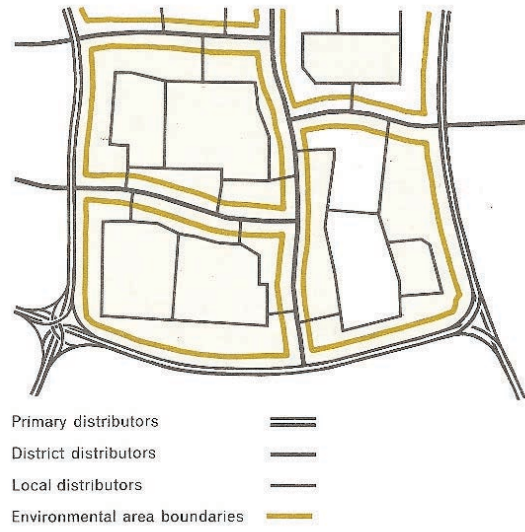 Primary distributors
District distributors
Local distributors
Environmental area boundaries